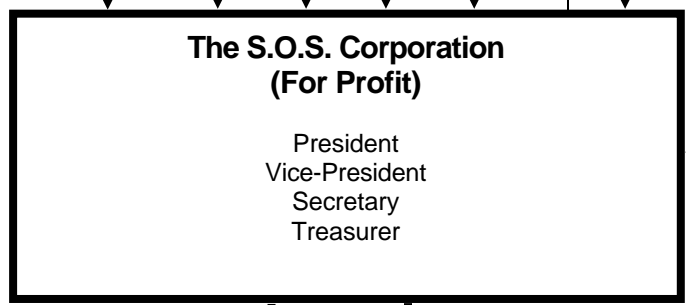 The S.O.S. Corporation
(For Profit)
President
Vice-President
Secretary
Treasurer